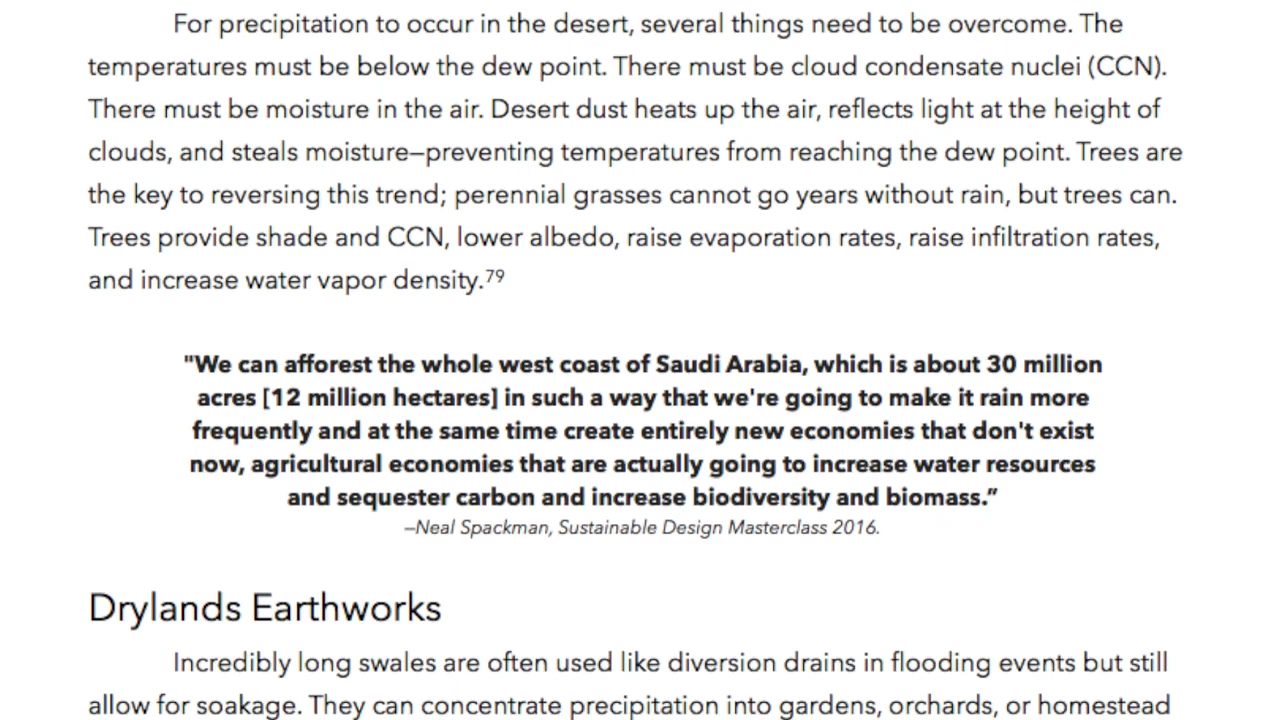 For precipitation to occur in the desert, several things need to be overcome. The
temperatures must be below the dew point. There must be cloud condensate nuclei (CCN).
There must be moisture in the air. Desert dust heats up the air, reflects light at the height of
clouds, and steals moisture—preventing temperatures from reaching the dew point. Trees are
the key to reversing this trend; perennial grasses cannot go years without rain, but trees can.
Trees provide shade and CCN, lower albedo, raise evaporation rates, raise infiltration rates,
and increase water vapor density.⁷⁹
"We can afforest the whole west coast of Saudi Arabia, which is about 30 million
acres [12 million hectares] in such a way that we're going to make it rain more
frequently and at the same time create entirely new economies that don't exist
now, agricultural economies that are actually going to increase water resources
and sequester carbon and increase biodiversity and biomass.”
—Neal Spackman, Sustainable Design Masterclass 2016.
Drylands Earthworks
Incredibly long swales are often used like diversion drains in flooding events but still
allow for soakage. They can concentrate precipitation into gardens, orchards, or homestead